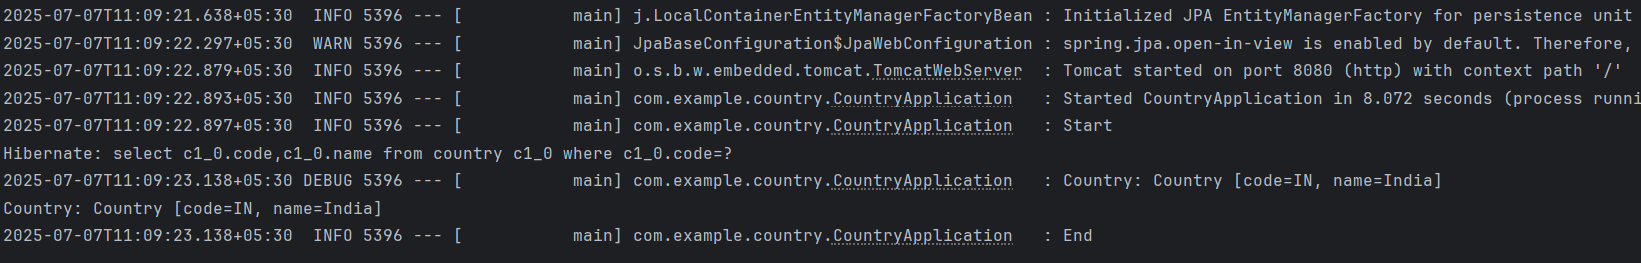 2025-07-07T11:09:21.638+05:30  INFO 5396 --- [           main] j.LocalContainerEntityManagerFactoryBean : Initialized JPA EntityManagerFactory for persistence unit
2025-07-07T11:09:22.297+05:30  WARN 5396 --- [           main] JpaBaseConfiguration$JpaWebConfiguration : spring.jpa.open-in-view is enabled by default. Therefore,
2025-07-07T11:09:22.879+05:30  INFO 5396 --- [           main] o.s.b.w.embedded.tomcat.TomcatWebServer  : Tomcat started on port 8080 (http) with context path '/'
2025-07-07T11:09:22.893+05:30  INFO 5396 --- [           main] com.example.country.CountryApplication   : Started CountryApplication in 8.072 seconds (process runni
2025-07-07T11:09:22.897+05:30  INFO 5396 --- [           main] com.example.country.CountryApplication   : Start
Hibernate: select c1_0.code,c1_0.name from country c1_0 where c1_0.code=?
2025-07-07T11:09:23.138+05:30 DEBUG 5396 --- [           main] com.example.country.CountryApplication   : Country: Country [code=IN, name=India]
Country: Country [code=IN, name=India]
2025-07-07T11:09:23.138+05:30  INFO 5396 --- [           main] com.example.country.CountryApplication   : End